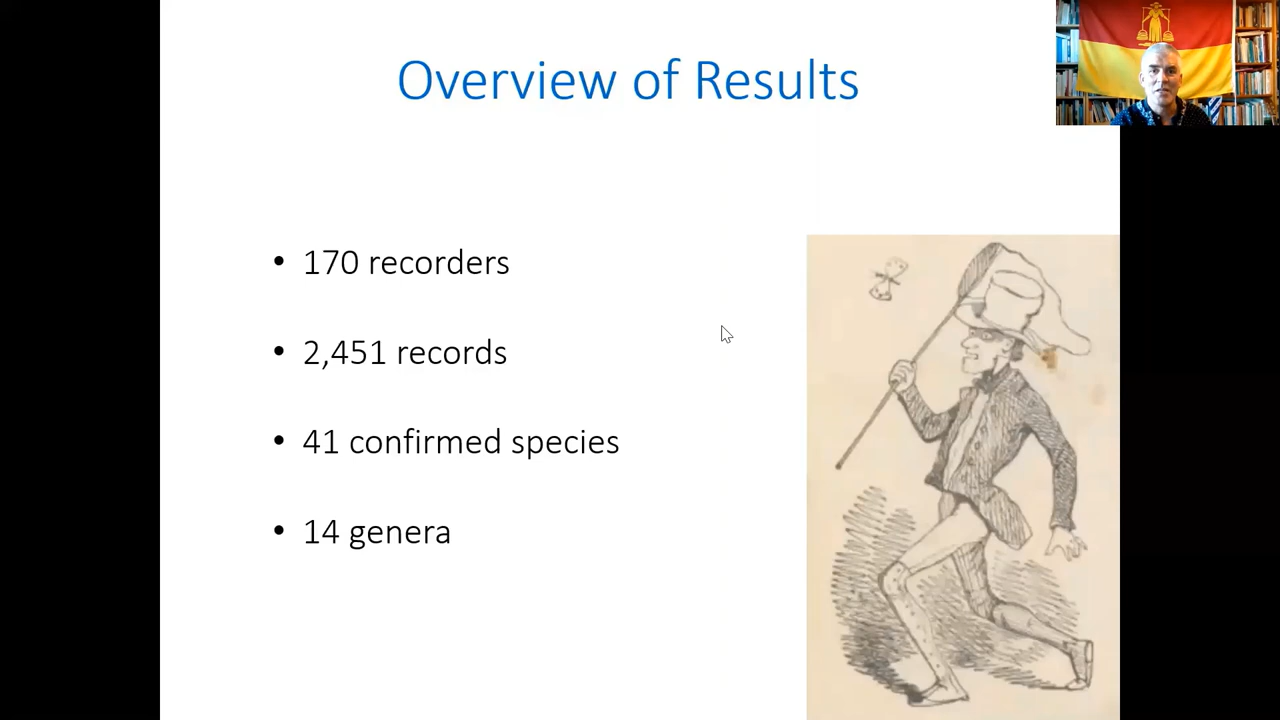 Overview of Results
• 170 recorders
• 2,451 records
• 41 confirmed species
• 14 genera